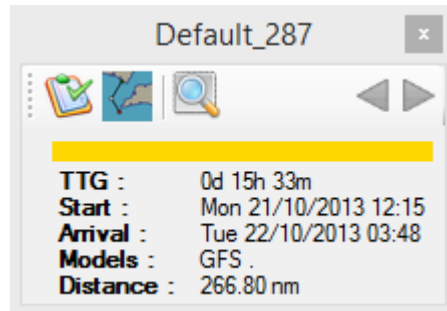 Default_287
x
TTG : 0d 15h 33m
Start : Mon 21/10/2013 12:15
Arrival : Tue 22/10/2013 03:48
Models : GFS .
Distance : 266.80 nm